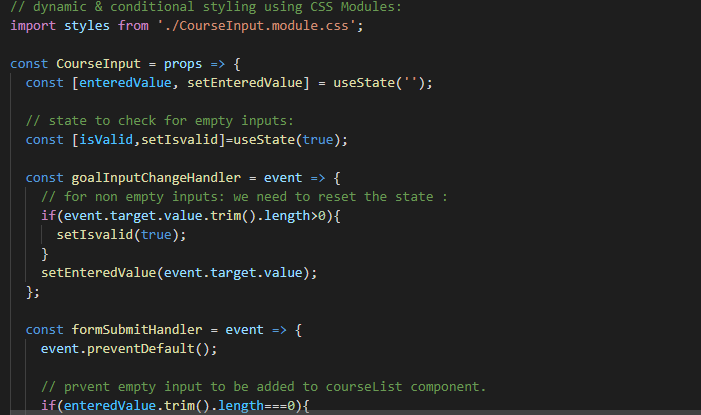 // dynamic & conditional styling using CSS Modules:
import styles from './CourseInput.module.css';
const CourseInput = props => {
const [enteredValue, setEnteredValue] = useState('');
// state to check for empty inputs:
const [isValid,setIsvalid]=useState(true);
const goalInputChangeHandler = event => {
// for non empty inputs: we need to reset the state :
if(event.target.value.trim().length>0){
setIsvalid(true);
}
setEnteredValue(event.target.value);
};
const formSubmitHandler = event => {
event.preventDefault();
// prvent empty input to be added to courseList component.
if(enteredValue.trim().length===0){